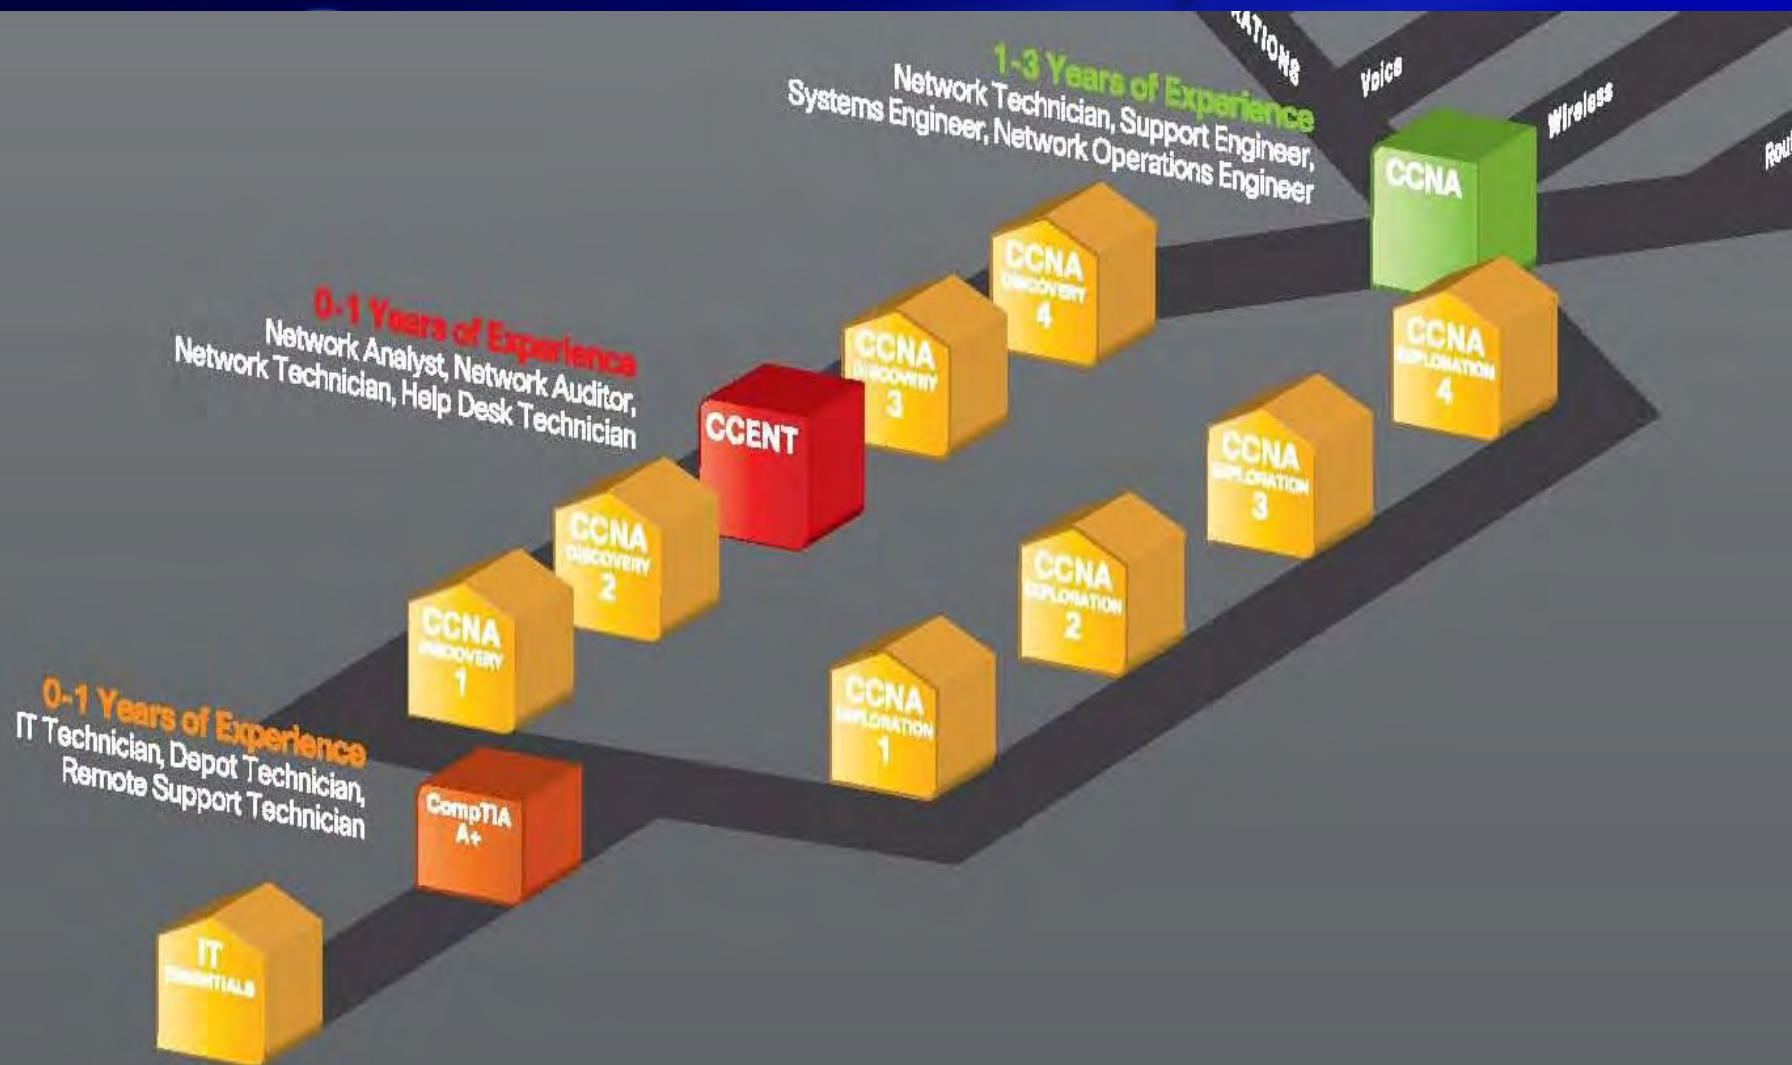 RATIONS
Voice
Wireless
1-3 Years of Experience
Network Technician, Support Engineer,
Systems Engineer, Network Operations Engineer
CCNA
CCNA
DISCOVERY
4
CCNA
EXPLORATION
4
0-1 Years of Experience
Network Analyst, Network Auditor,
Network Technician, Help Desk Technician
CCNA
DISCOVERY
3
CCENT
CCNA
EXPLORATION
3
CCNA
DISCOVERY
2
CCNA
EXPLORATION
2
CCNA
DISCOVERY
1
CCNA
EXPLORATION
1
0-1 Years of Experience
IT Technician, Depot Technician,
Remote Support Technician
CompTIA
A+
IT
ESSENTIALS